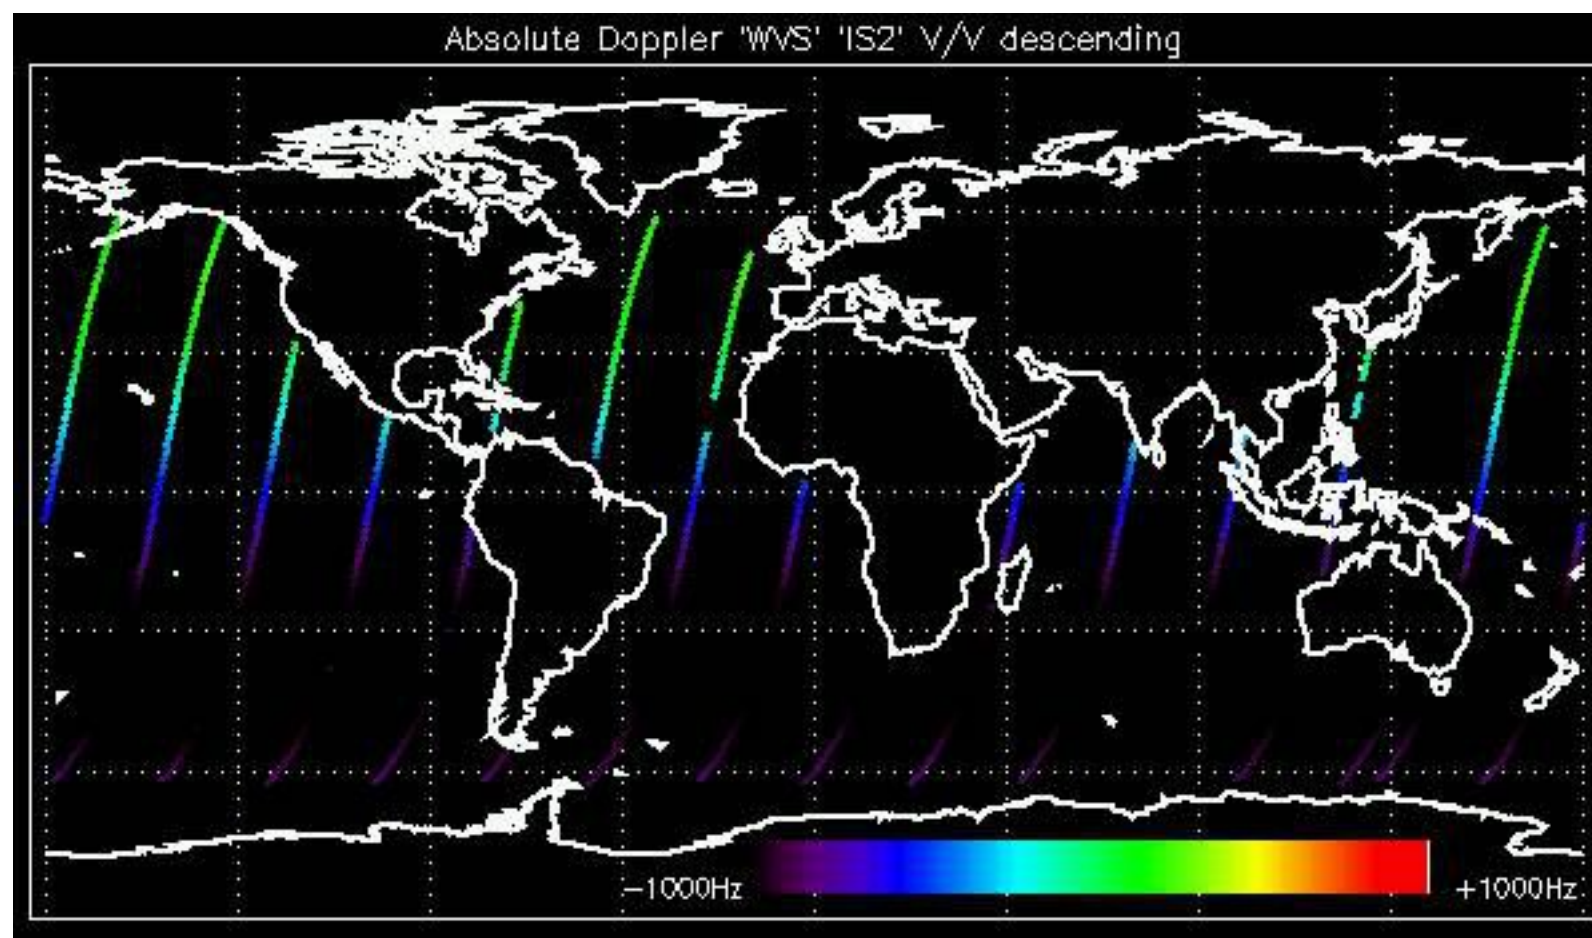 Absolute Doppler 'WVS' 'IS2' V/V descending
−1000Hz
+1000Hz